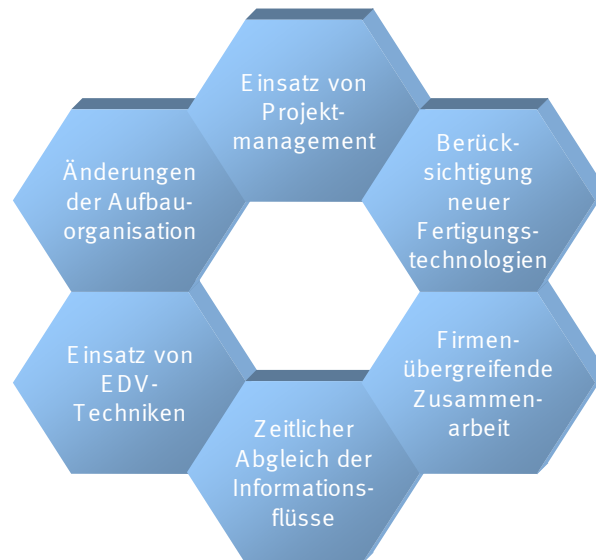 Einsatz von
Projekt-
management
Berück-
sichtigung
neuer
Fertigungs-
technologien
Firmen-
übergreifende
Zusammen-
arbeit
Zeitlicher
Abgleich der
Informations-
flüsse
Einsatz von
EDV-
Techniken
Änderungen
der Aufbau-
organisation